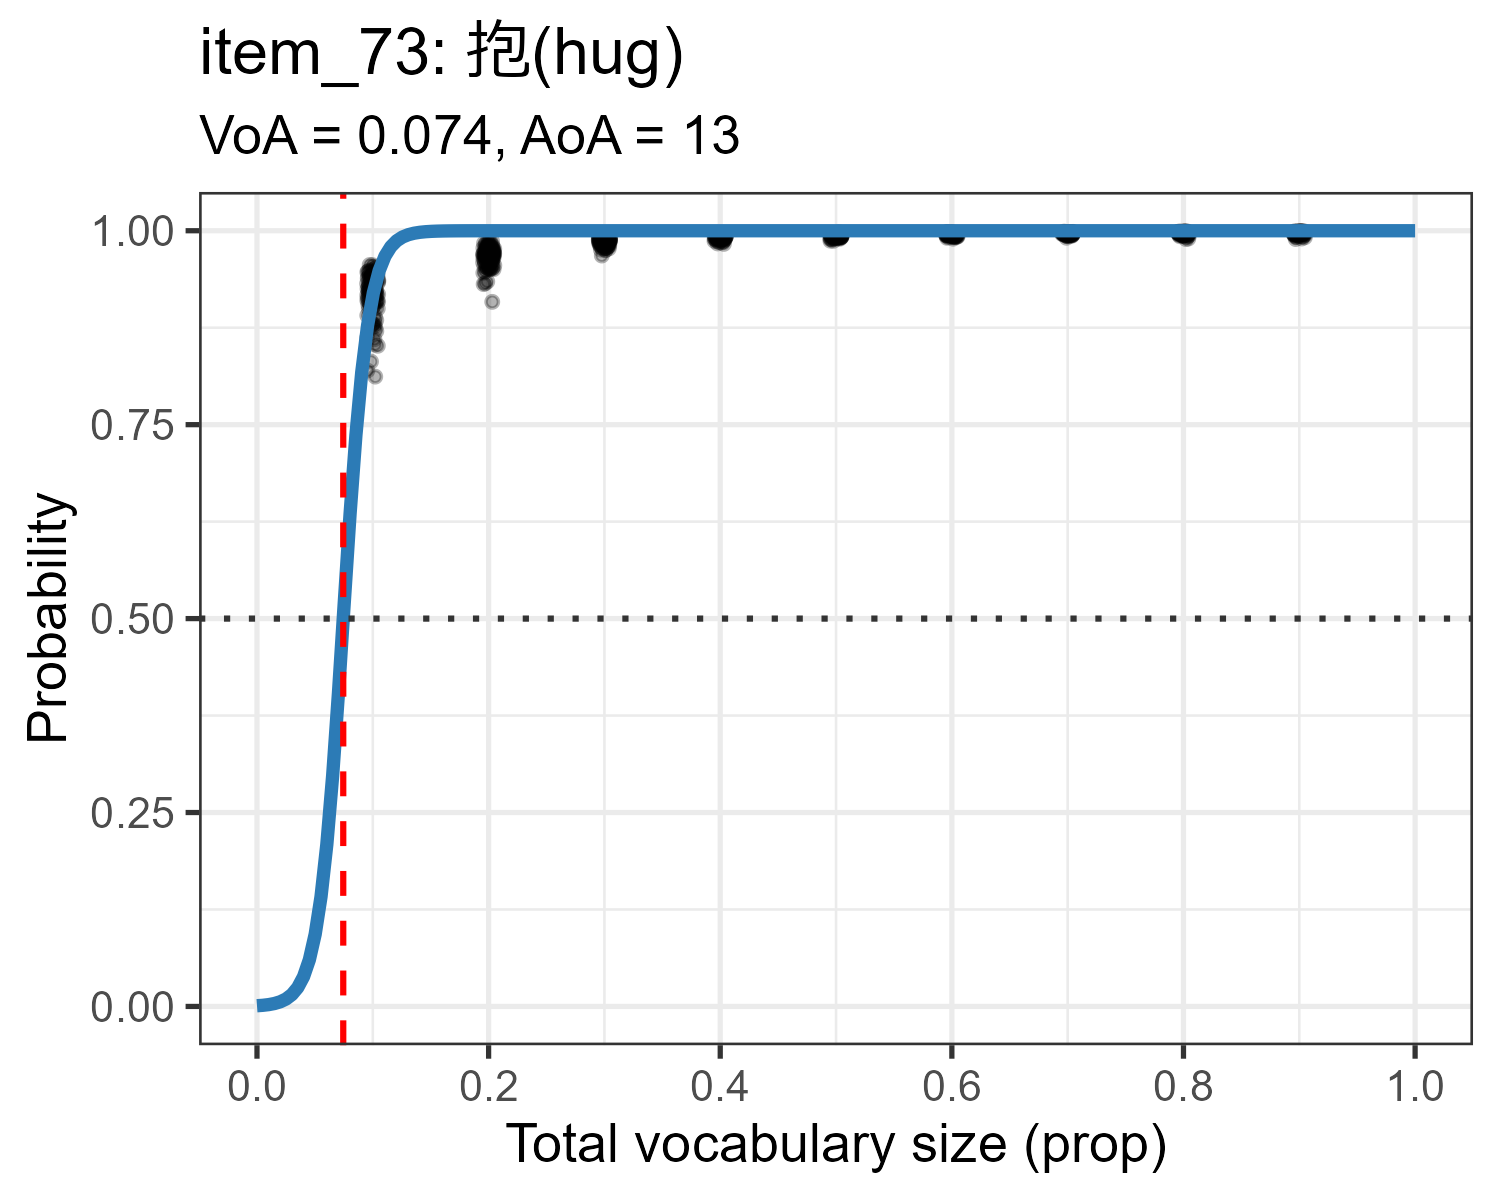 item_73: 抱(hug)
VoA = 0.074, AoA = 13
Probability
1.00
0.75
0.50
0.25
0.00
0.0 0.2 0.4 0.6 0.8 1.0
Total vocabulary size (prop)